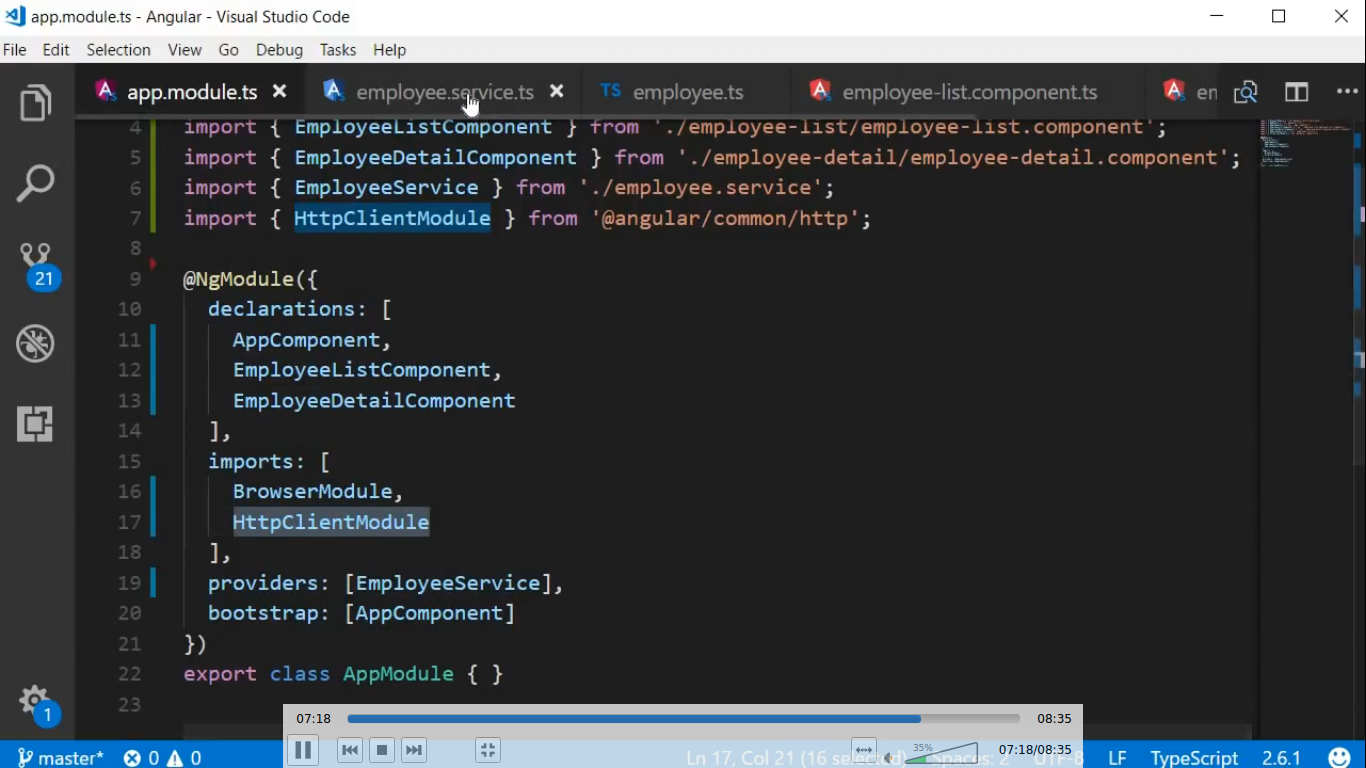 app.module.ts - Angular - Visual Studio Code
File Edit Selection View Go Debug Tasks Help
app.module.ts employee.service.ts TS employee.ts employee-list.component.ts en
4 import { EmployeeListComponent } from './employee-list/employee-list.component';
5 import { EmployeeDetailComponent } from './employee-detail/employee-detail.component';
6 import { EmployeeService } from './employee.service';
7 import { HttpClientModule } from '@angular/common/http';
8
9 @NgModule({
10 declarations: [
11 AppComponent,
12 EmployeeListComponent,
13 EmployeeDetailComponent
14 ],
15 imports: [
16 BrowserModule,
17 HttpClientModule
18 ],
19 providers: [EmployeeService],
20 bootstrap: [AppComponent]
21 })
22 export class AppModule { }
23
21
1
07:18 08:35
35% 07:18/08:35
master* 0 0 Ln 17, Col 21 (16 selected) Spaces: 2 UTF-8 LF TypeScript 2.6.1